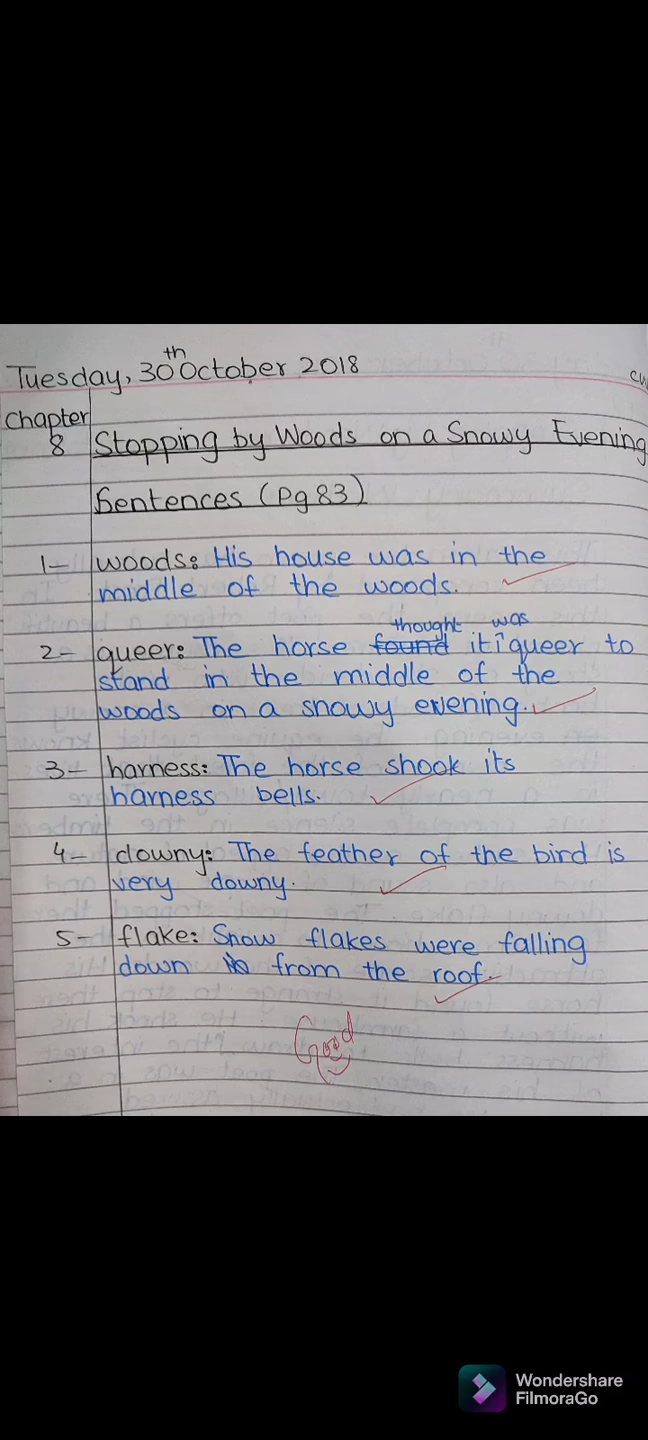 Tuesday, 30th October 2018
CW
Chapter
8 Stopping by Woods on a Snowy Evening
Sentences (Pg 83)
1- woods: His house was in the
middle of the woods.
thought was
2- queer: The horse found it queer to
stand in the middle of the
woods on a snowy evening.
3- harness: The horse shook its
harness bells.
4- downy: The feather of the bird is
very downy.
5- flake: Snow flakes were falling
down from the roof.
Good
Wondershare
FilmoraGo